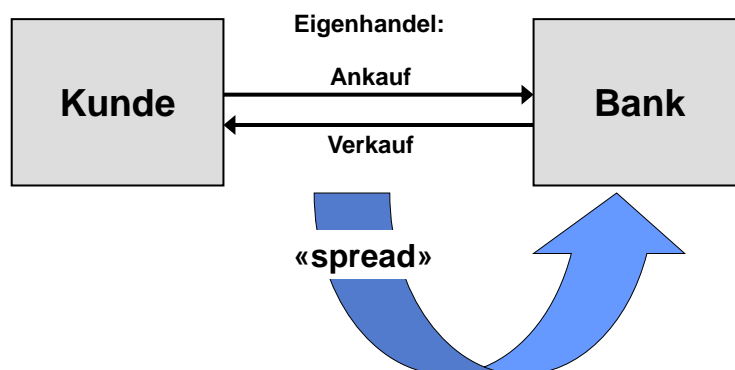 Eigenhandel:
Kunde
Ankauf
Bank
Verkauf
«spread»